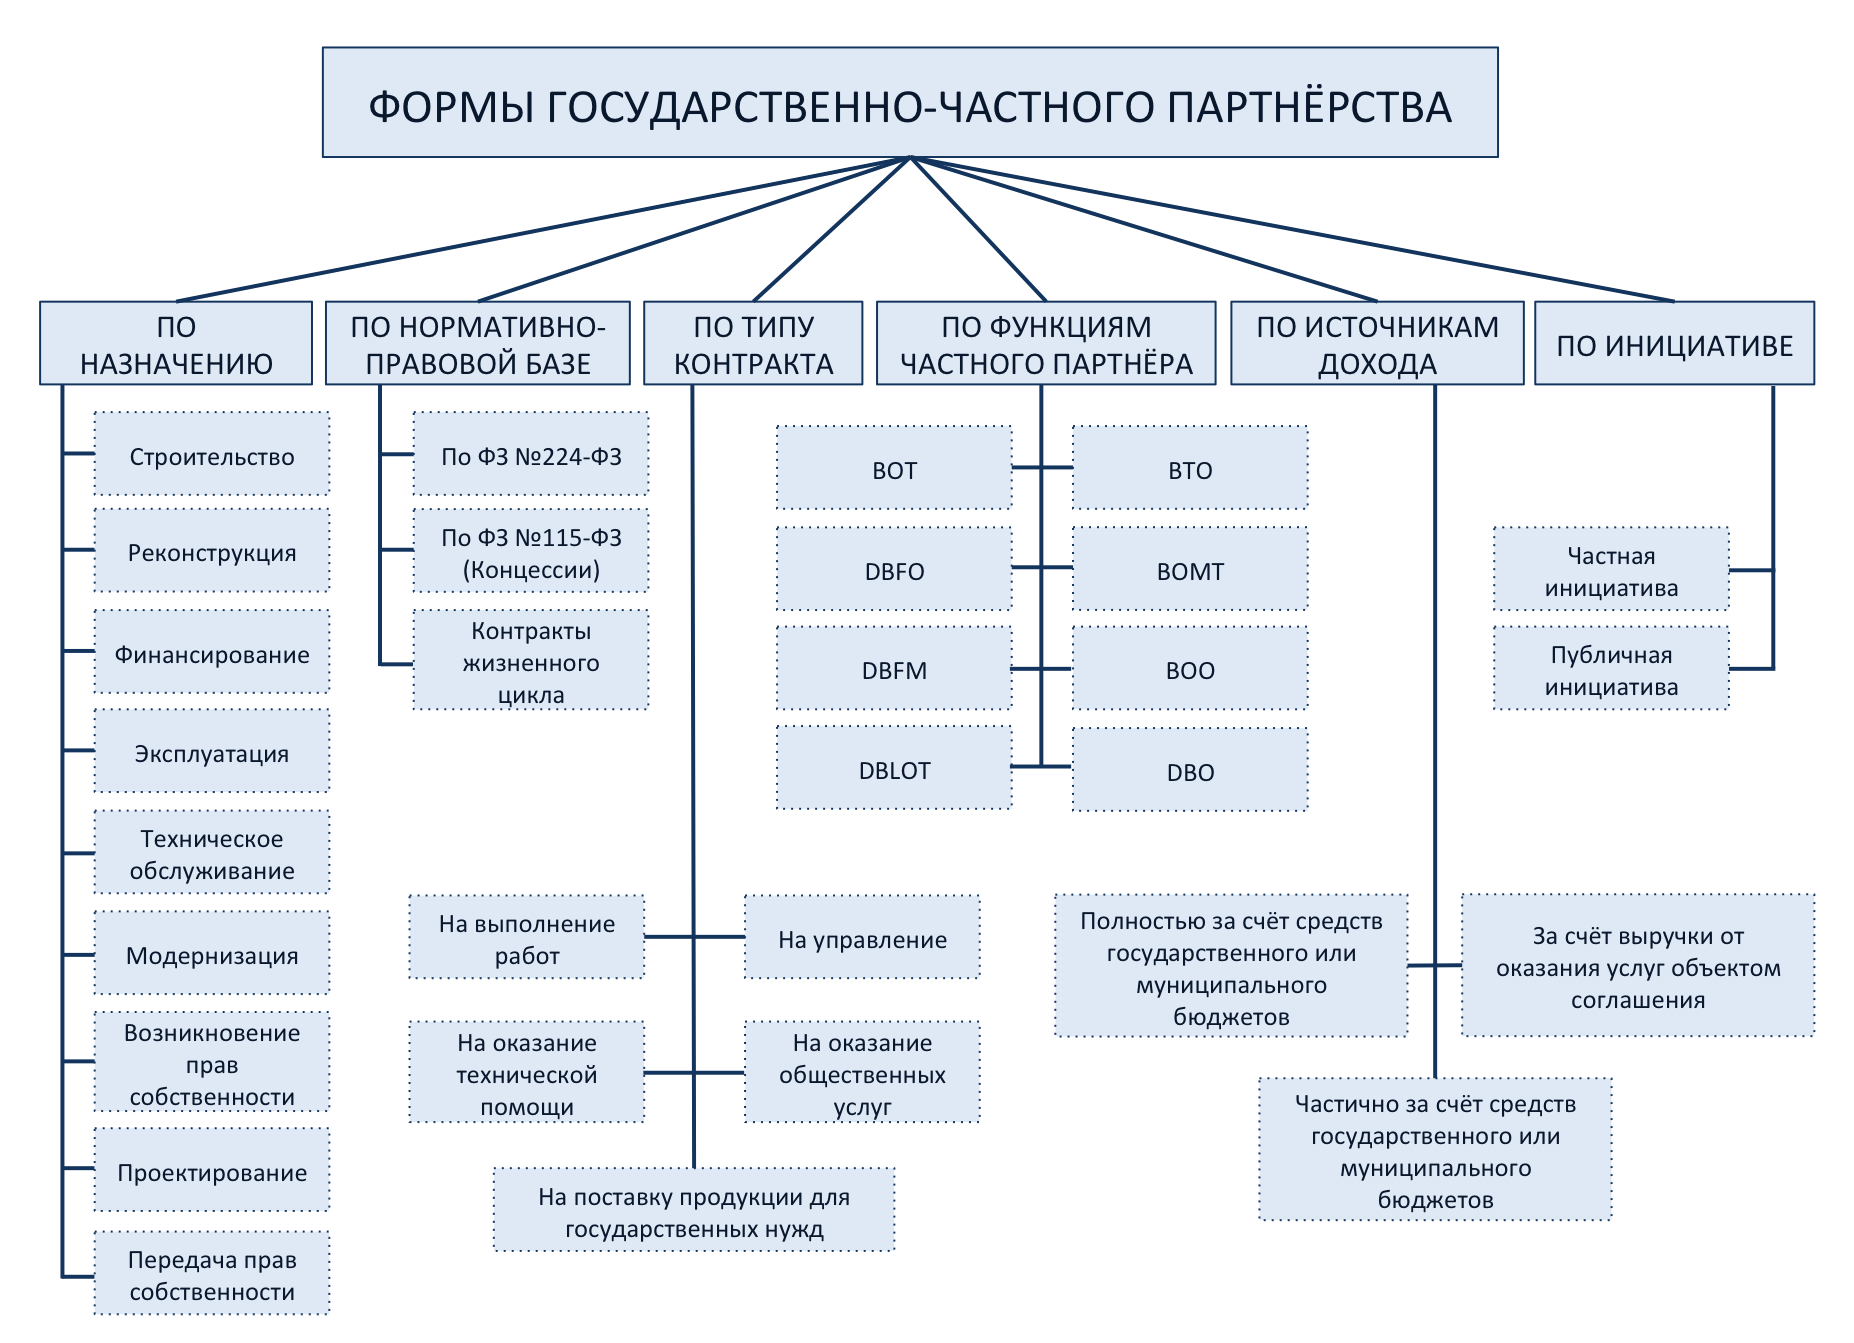 ФОРМЫ ГОСУДАРСТВЕННО-ЧАСТНОГО ПАРТНЁРСТВА
ПО
НАЗНАЧЕНИЮ
Строительство
Реконструкция
Финансирование
Эксплуатация
Техническое
обслуживание
Модернизация
Возникновение
прав
собственности
Проектирование
Передача прав
собственности
ПО НОРМАТИВНО-
ПРАВОВОЙ БАЗЕ
По ФЗ №224-ФЗ
По ФЗ №115-ФЗ
(Концессии)
Контракты
жизненного
цикла
ПО ТИПУ
КОНТРАКТА
На выполнение
работ
На управление
На оказание
технической
помощи
На оказание
общественных
услуг
На поставку продукции для
государственных нужд
ПО ФУНКЦИЯМ
ЧАСТНОГО ПАРТНЁРА
BOT
BTO
DBFO
BOMT
DBFM
BOO
DBLOT
DBO
ПО ИСТОЧНИКАМ
ДОХОДА
Полностью за счёт средств
государственного или
муниципального
бюджетов
За счёт выручки от
оказания услуг объектом
соглашения
Частично за счёт средств
государственного или
муниципального
бюджетов
ПО ИНИЦИАТИВЕ
Частная
инициатива
Публичная
инициатива